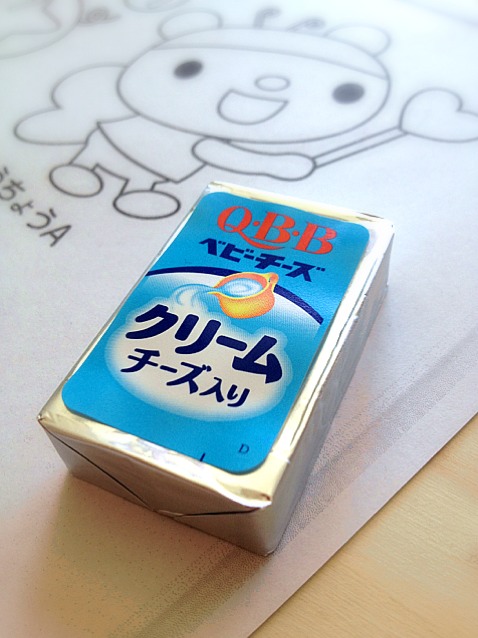 ちょうA
Q・B・B
ベビーチーズ
クリーム
チーズ入り
D